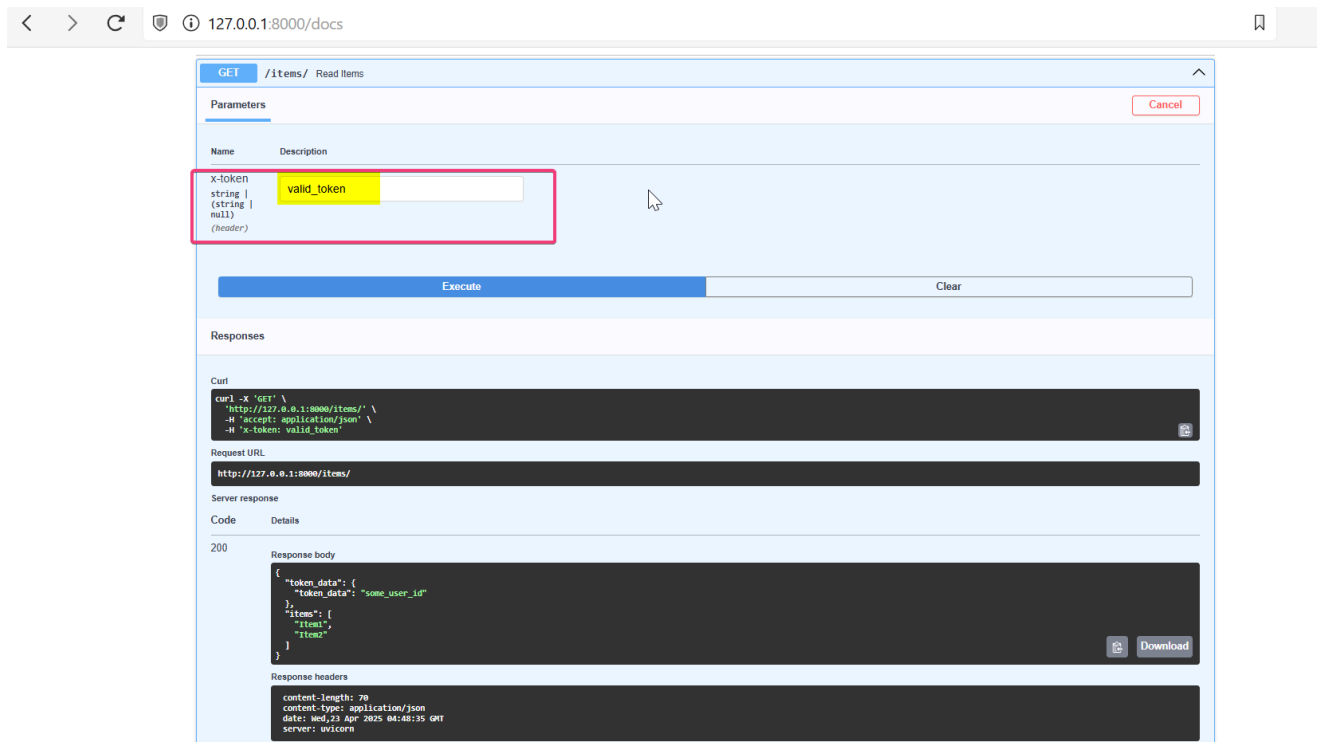 127.0.0.1:8000/docs
GET /items/ Read Items
Parameters
Cancel
Name Description
x-token
string |
(string |
null)
(header)
valid_token
Execute Clear
Responses
Curl
curl -X 'GET' \
'http://127.0.0.1:8000/items/' \
-H 'accept: application/json' \
-H 'x-token: valid_token'
Request URL
http://127.0.0.1:8000/items/
Server response
Code Details
200
Response body
{
"token_data": {
"token_data": "some_user_id"
},
"items": [
"Item1",
"Item2"
]
}
Download
Response headers
content-length: 70
content-type: application/json
date: Wed,23 Apr 2025 04:48:35 GMT
server: uvicorn